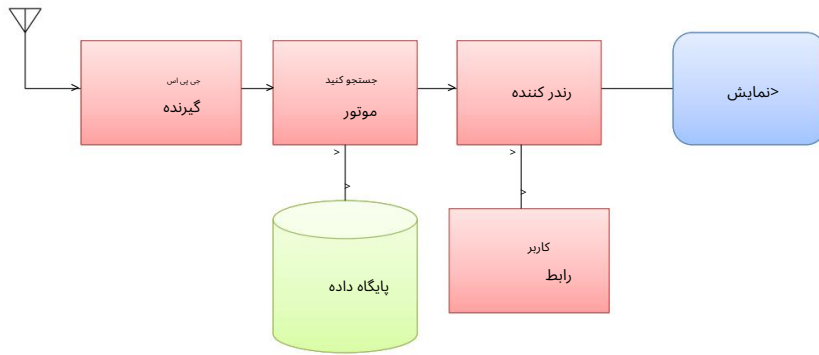 جی پی اس
گیرنده
جستجو کنید
موتور
رندر کننده
<نمایش
>
>
>
>
پایگاه داده
کاربر
رابط